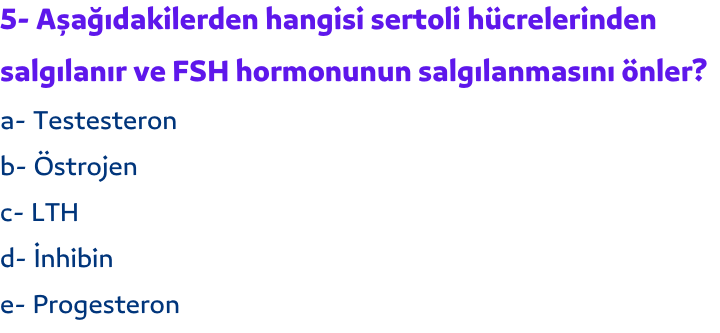 5- Aşağıdakilerden hangisi sertoli hücrelerinden
salgılanır ve FSH hormonunun salgılanmasını önler?
a- Testesteron
b- Östrojen
c- LTH
d- İnhibin
e- Progesteron